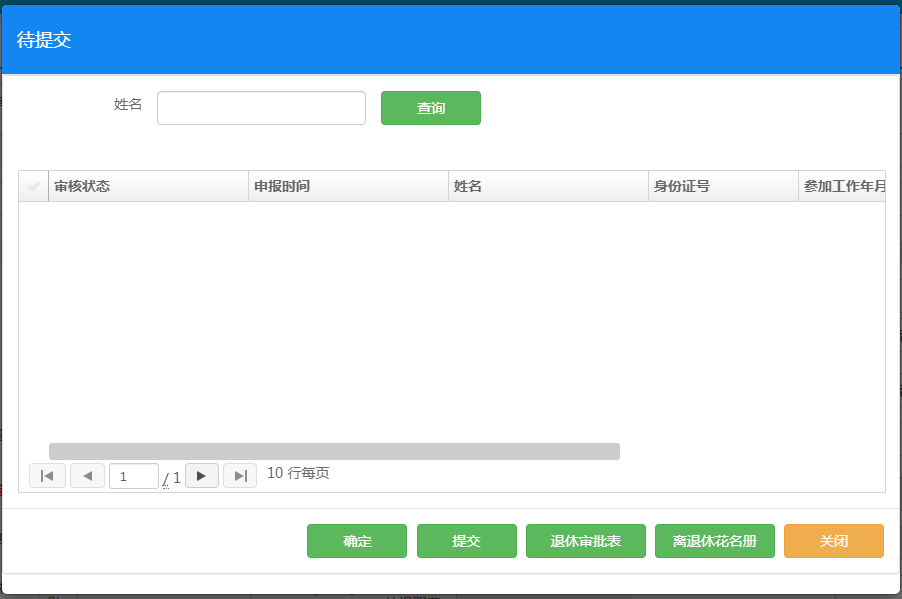 待提交
姓名 查询
审核状态 申报时间 姓名 身份证号 参加工作年月
1 / 1 10 行每页
确定 提交 退休审批表 离退休花名册 关闭